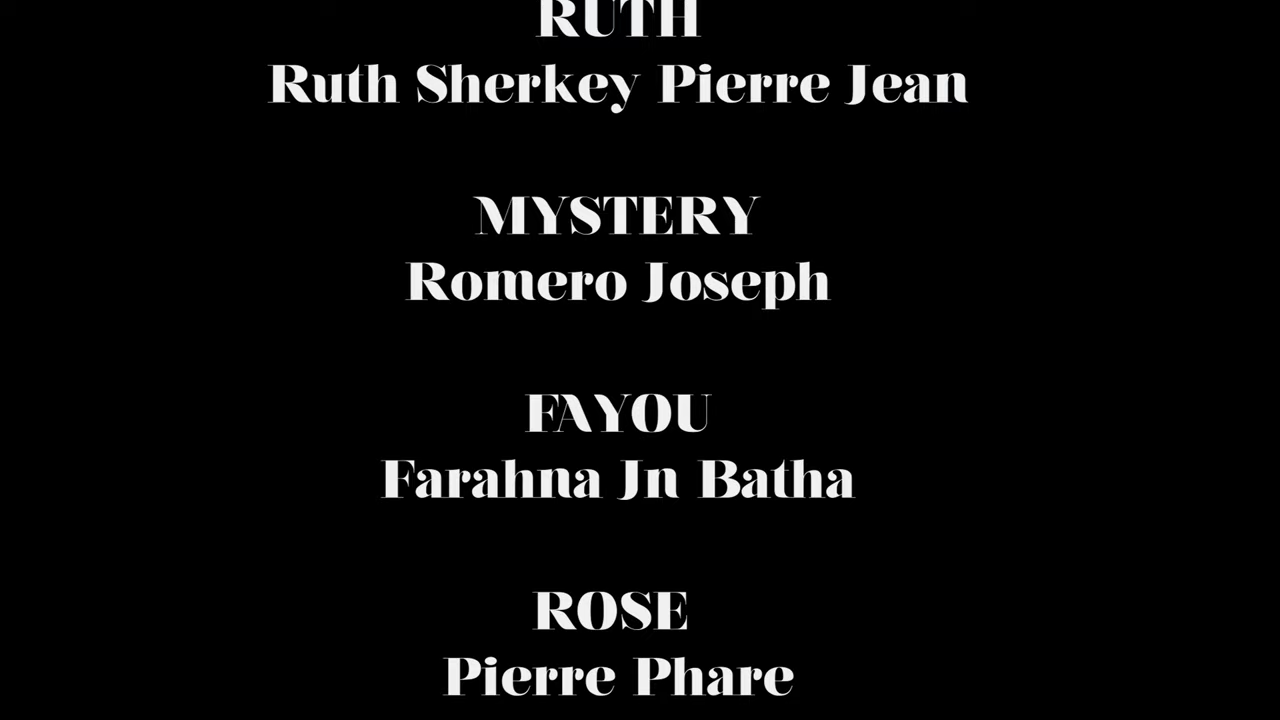 RUTH
Ruth Sherkey Pierre Jean
MYSTERY
Romero Joseph
FAYOU
Farahna Jn Batha
ROSE
Pierre Phare